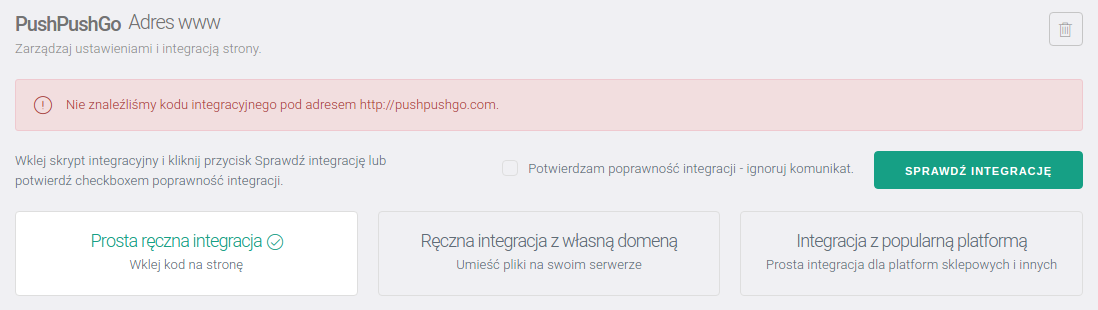 PushPushGo Adres www
Zarządzaj ustawieniami i integracją strony.
Nie znaleźliśmy kodu integracyjnego pod adresem http://pushpushgo.com.
Wklej skrypt integracyjny i kliknij przycisk Sprawdź integrację lub
potwierdź checkboxem poprawność integracji.
Potwierdzam poprawność integracji - ignoruj komunikat.
SPRAWDŹ INTEGRACJĘ
Prosta ręczna integracja
Wklej kod na stronę
Ręczna integracja z własną domeną
Umieść pliki na swoim serwerze
Integracja z popularną platformą
Prosta integracja dla platform sklepowych i innych